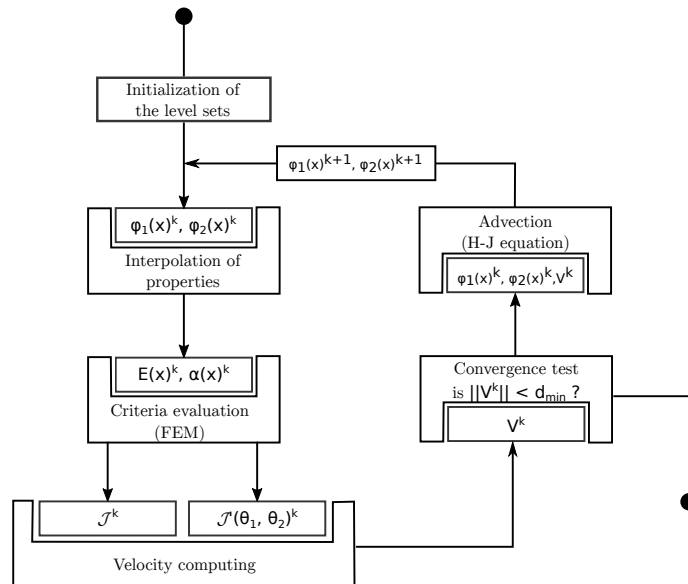 Initialization of
the level sets
φ₁(x)ᵏ⁺¹, φ₂(x)ᵏ⁺¹
φ₁(x)ᵏ, φ₂(x)ᵏ
Interpolation of
properties
Advection
(H-J equation)
φ₁(x)ᵏ, φ₂(x)ᵏ,Vᵏ
E(x)ᵏ, α(x)ᵏ
Criteria evaluation
(FEM)
Convergence test
is ||Vᵏ|| < d_min ?
Vᵏ
𝒥ᵏ
𝒥'(θ₁, θ₂)ᵏ
Velocity computing